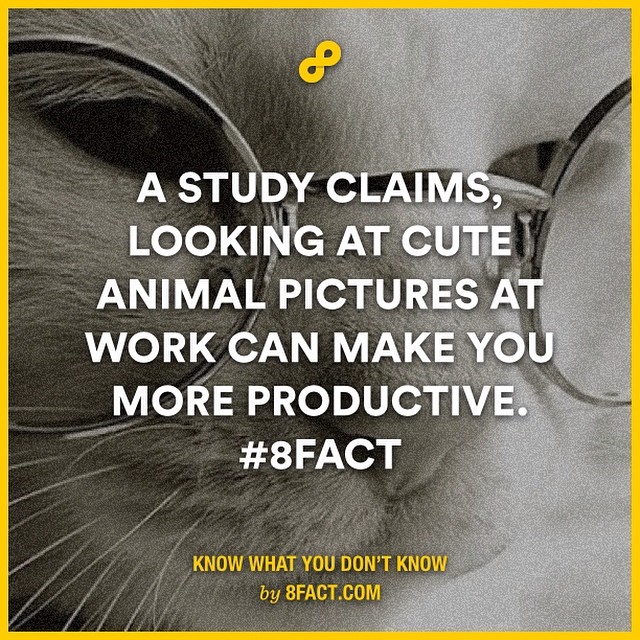 A STUDY CLAIMS,
LOOKING AT CUTE
ANIMAL PICTURES AT
WORK CAN MAKE YOU
MORE PRODUCTIVE.
#8FACT
KNOW WHAT YOU DON'T KNOW
by 8FACT.COM